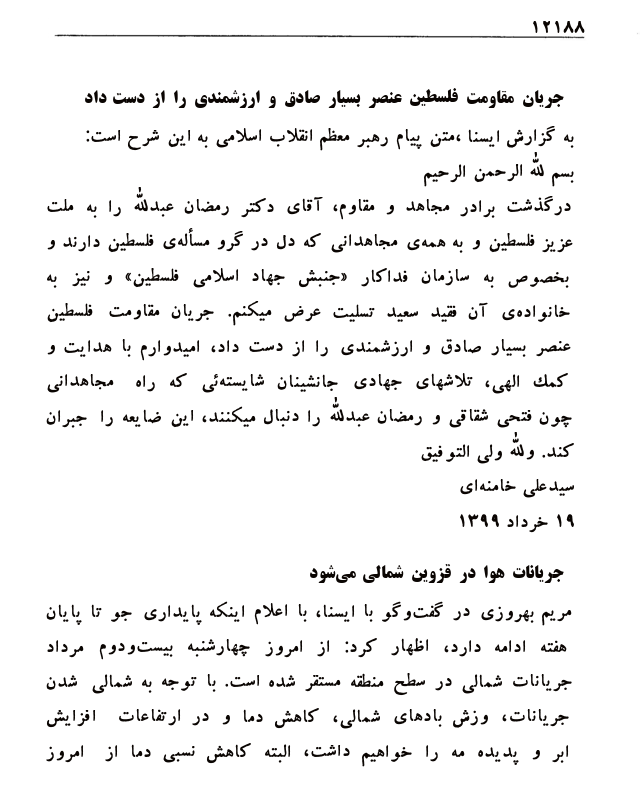 ۱۲۱۸۸
جریان مقاومت فلسطین عنصر بسیار صادق و ارزشمندی را از دست داد
به گزارش ایسنا ،متن پیام رهبر معظم انقلاب اسلامی به این شرح است:
بسم لله الرحمن الرحیم
درگذشت برادر مجاهد و مقاوم، آقای دکتر رمضان عبدلله را به ملت
عزیز فلسطین و به همه‌ی مجاهدانی که دل در گرو مسأله‌ی فلسطین دارند و
بخصوص به سازمان فداکار «جنبش جهاد اسلامی فلسطین» و نیز به
خانواده‌ی آن فقید سعید تسلیت عرض میکنم. جریان مقاومت فلسطین
عنصر بسیار صادق و ارزشمندی را از دست داد، امیدوارم با هدایت و
کمك الهی، تلاشهای جهادی جانشینان شایسته‌ئی که راه مجاهدانی
چون فتحی شقاقی و رمضان عبدلله را دنبال میکنند، این ضایعه را جبران
کند. ولله ولی التوفیق
سیدعلی خامنه‌ای
۱۹ خرداد ۱۳۹۹
جریانات هوا در قزوین شمالی می‌شود
مریم بهروزی در گفت‌وگو با ایسنا، با اعلام اینکه پایداری جو تا پایان
هفته ادامه دارد، اظهار کرد: از امروز چهارشنبه بیست‌ودوم مرداد
جریانات شمالی در سطح منطقه مستقر شده است. با توجه به شمالی شدن
جریانات، وزش بادهای شمالی، کاهش دما و در ارتفاعات افزایش
ابر و پدیده مه را خواهیم داشت، البته کاهش نسبی دما از امروز